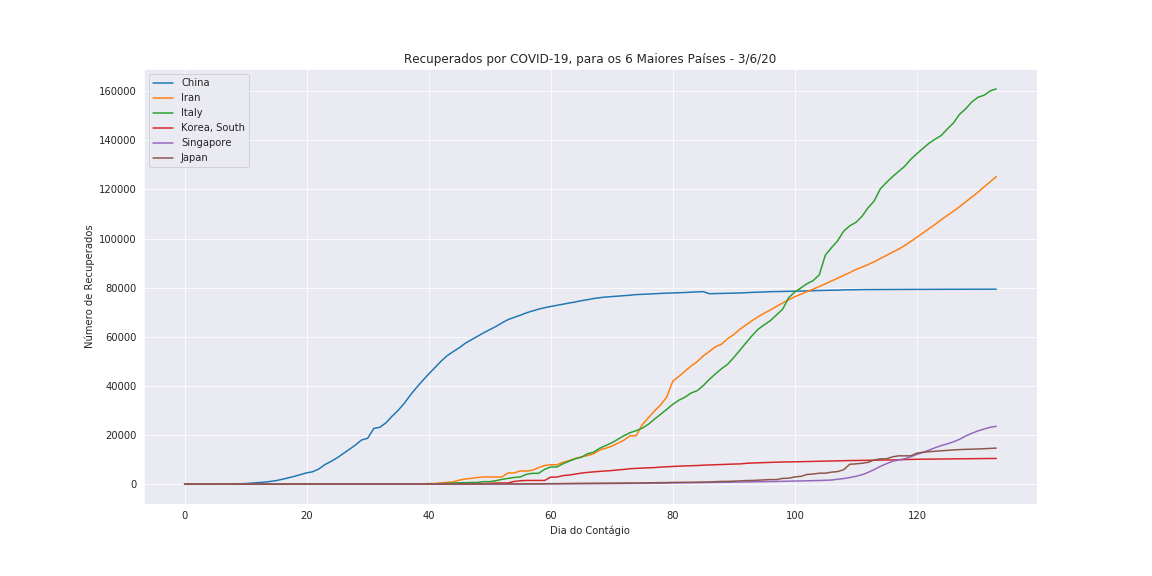 Recuperados por COVID-19, para os 6 Maiores Países - 3/6/20
China
Iran
Italy
Korea, South
Singapore
Japan
Número de Recuperados
160000
140000
120000
100000
80000
60000
40000
20000
0
0 20 40 60 80 100 120
Dia do Contágio